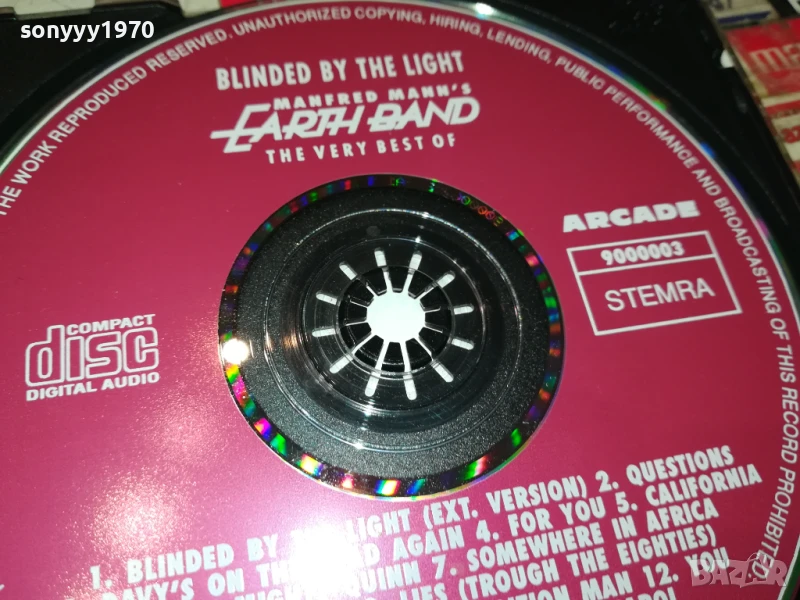 sonyyy1970
THE WORK REPRODUCED RESERVED. UNAUTHORIZED COPYING, HIRING, LENDING, PUBLIC PERFORMANCE AND BROADCASTING OF THIS RECORD PROHIBITED
BLINDED BY THE LIGHT
MANFRED MANN'S
EARTH BAND
THE VERY BEST OF
ARCADE
9000003
STEMRA
COMPACT
disc
DIGITAL AUDIO
1. BLINDED BY THE LIGHT (EXT. VERSION) 2. QUESTIONS
DAVY'S ON THE AGAIN 4. FOR YOU 5. CALIFORNIA
QUINN 7. SOMEWHERE IN AFRICA
LIES (TROUGH THE EIGHTIES)
MAN 12. YOU
BAZAR